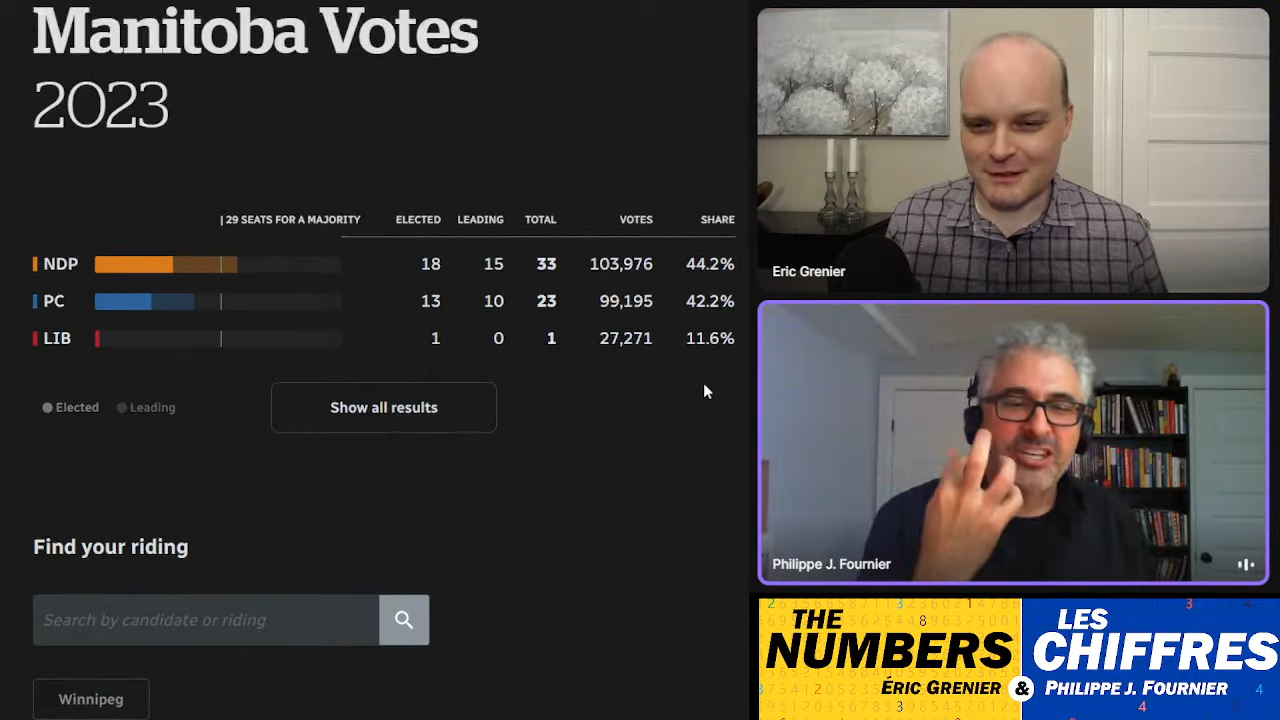 Manitoba Votes
2023
| 29 SEATS FOR A MAJORITY ELECTED LEADING TOTAL VOTES SHARE
NDP 18 15 33 103,976 44.2%
PC 13 10 23 99,195 42.2%
LIB 1 0 1 27,271 11.6%
Elected Leading
Show all results
Find your riding
Search by candidate or riding
Winnipeg
Eric Grenier
Philippe J. Fournier
THE
NUMBERS
ÉRIC GRENIER
&
LES
CHIFFRES
PHILIPPE J. FOURNIER